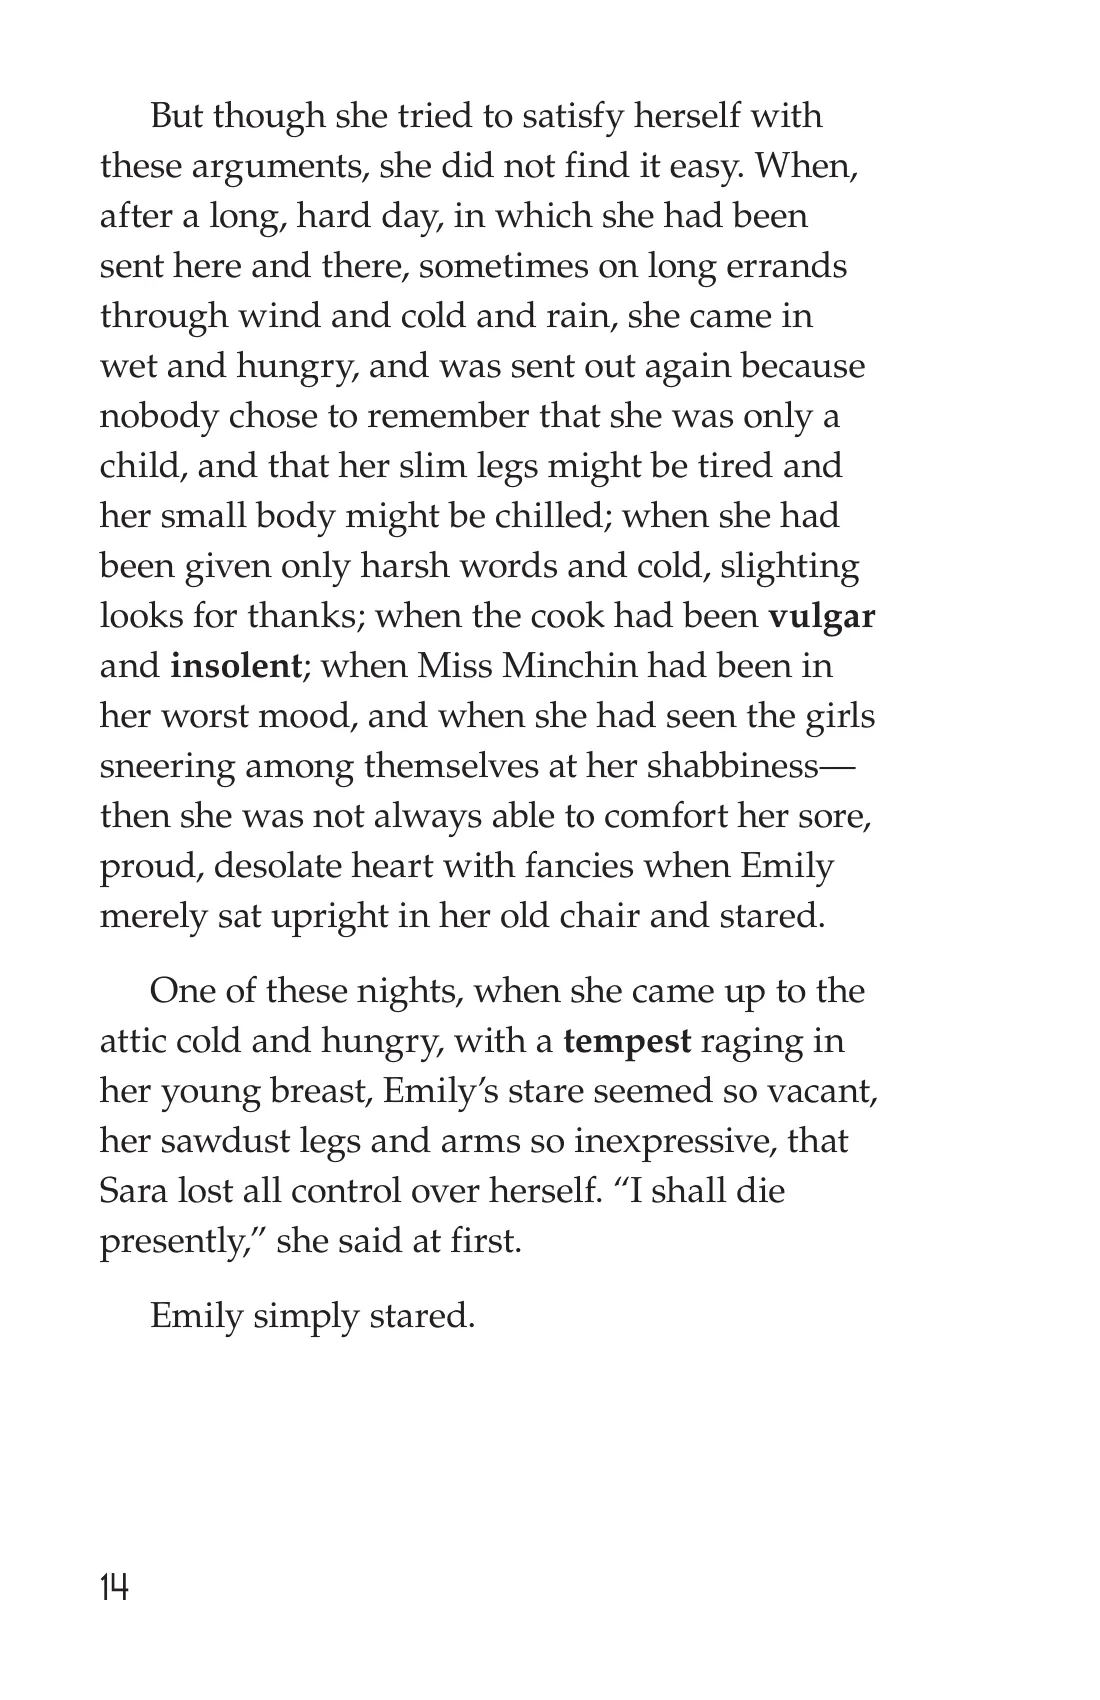 But though she tried to satisfy herself with
these arguments, she did not find it easy. When,
after a long, hard day, in which she had been
sent here and there, sometimes on long errands
through wind and cold and rain, she came in
wet and hungry, and was sent out again because
nobody chose to remember that she was only a
child, and that her slim legs might be tired and
her small body might be chilled; when she had
been given only harsh words and cold, slighting
looks for thanks; when the cook had been vulgar
and insolent; when Miss Minchin had been in
her worst mood, and when she had seen the girls
sneering among themselves at her shabbiness—
then she was not always able to comfort her sore,
proud, desolate heart with fancies when Emily
merely sat upright in her old chair and stared.
One of these nights, when she came up to the
attic cold and hungry, with a tempest raging in
her young breast, Emily’s stare seemed so vacant,
her sawdust legs and arms so inexpressive, that
Sara lost all control over herself. “I shall die
presently,” she said at first.
Emily simply stared.
14